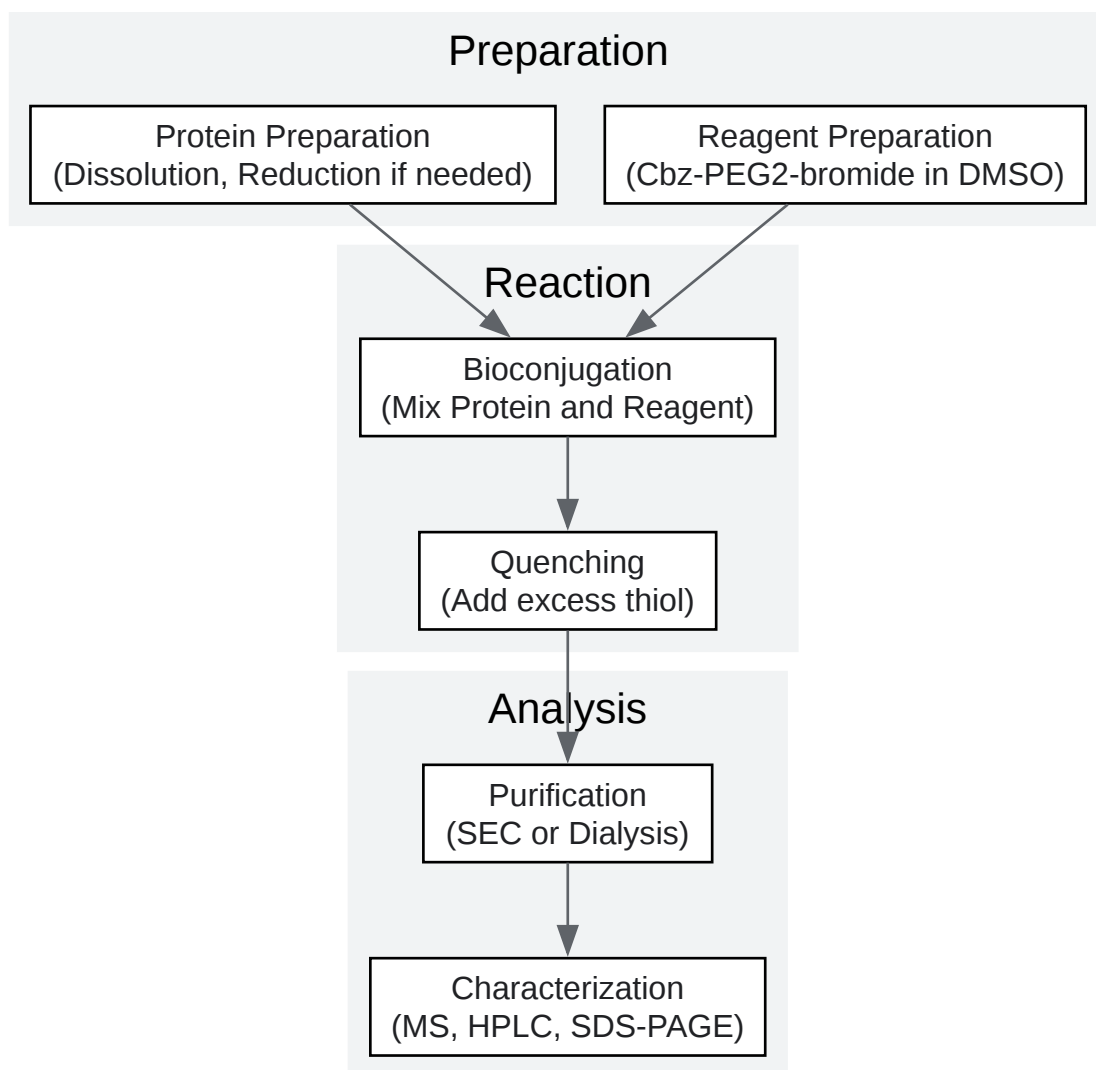 Preparation
Protein Preparation
(Dissolution, Reduction if needed)
Reagent Preparation
(Cbz-PEG2-bromide in DMSO)
Reaction
Bioconjugation
(Mix Protein and Reagent)
Quenching
(Add excess thiol)
Analysis
Purification
(SEC or Dialysis)
Characterization
(MS, HPLC, SDS-PAGE)